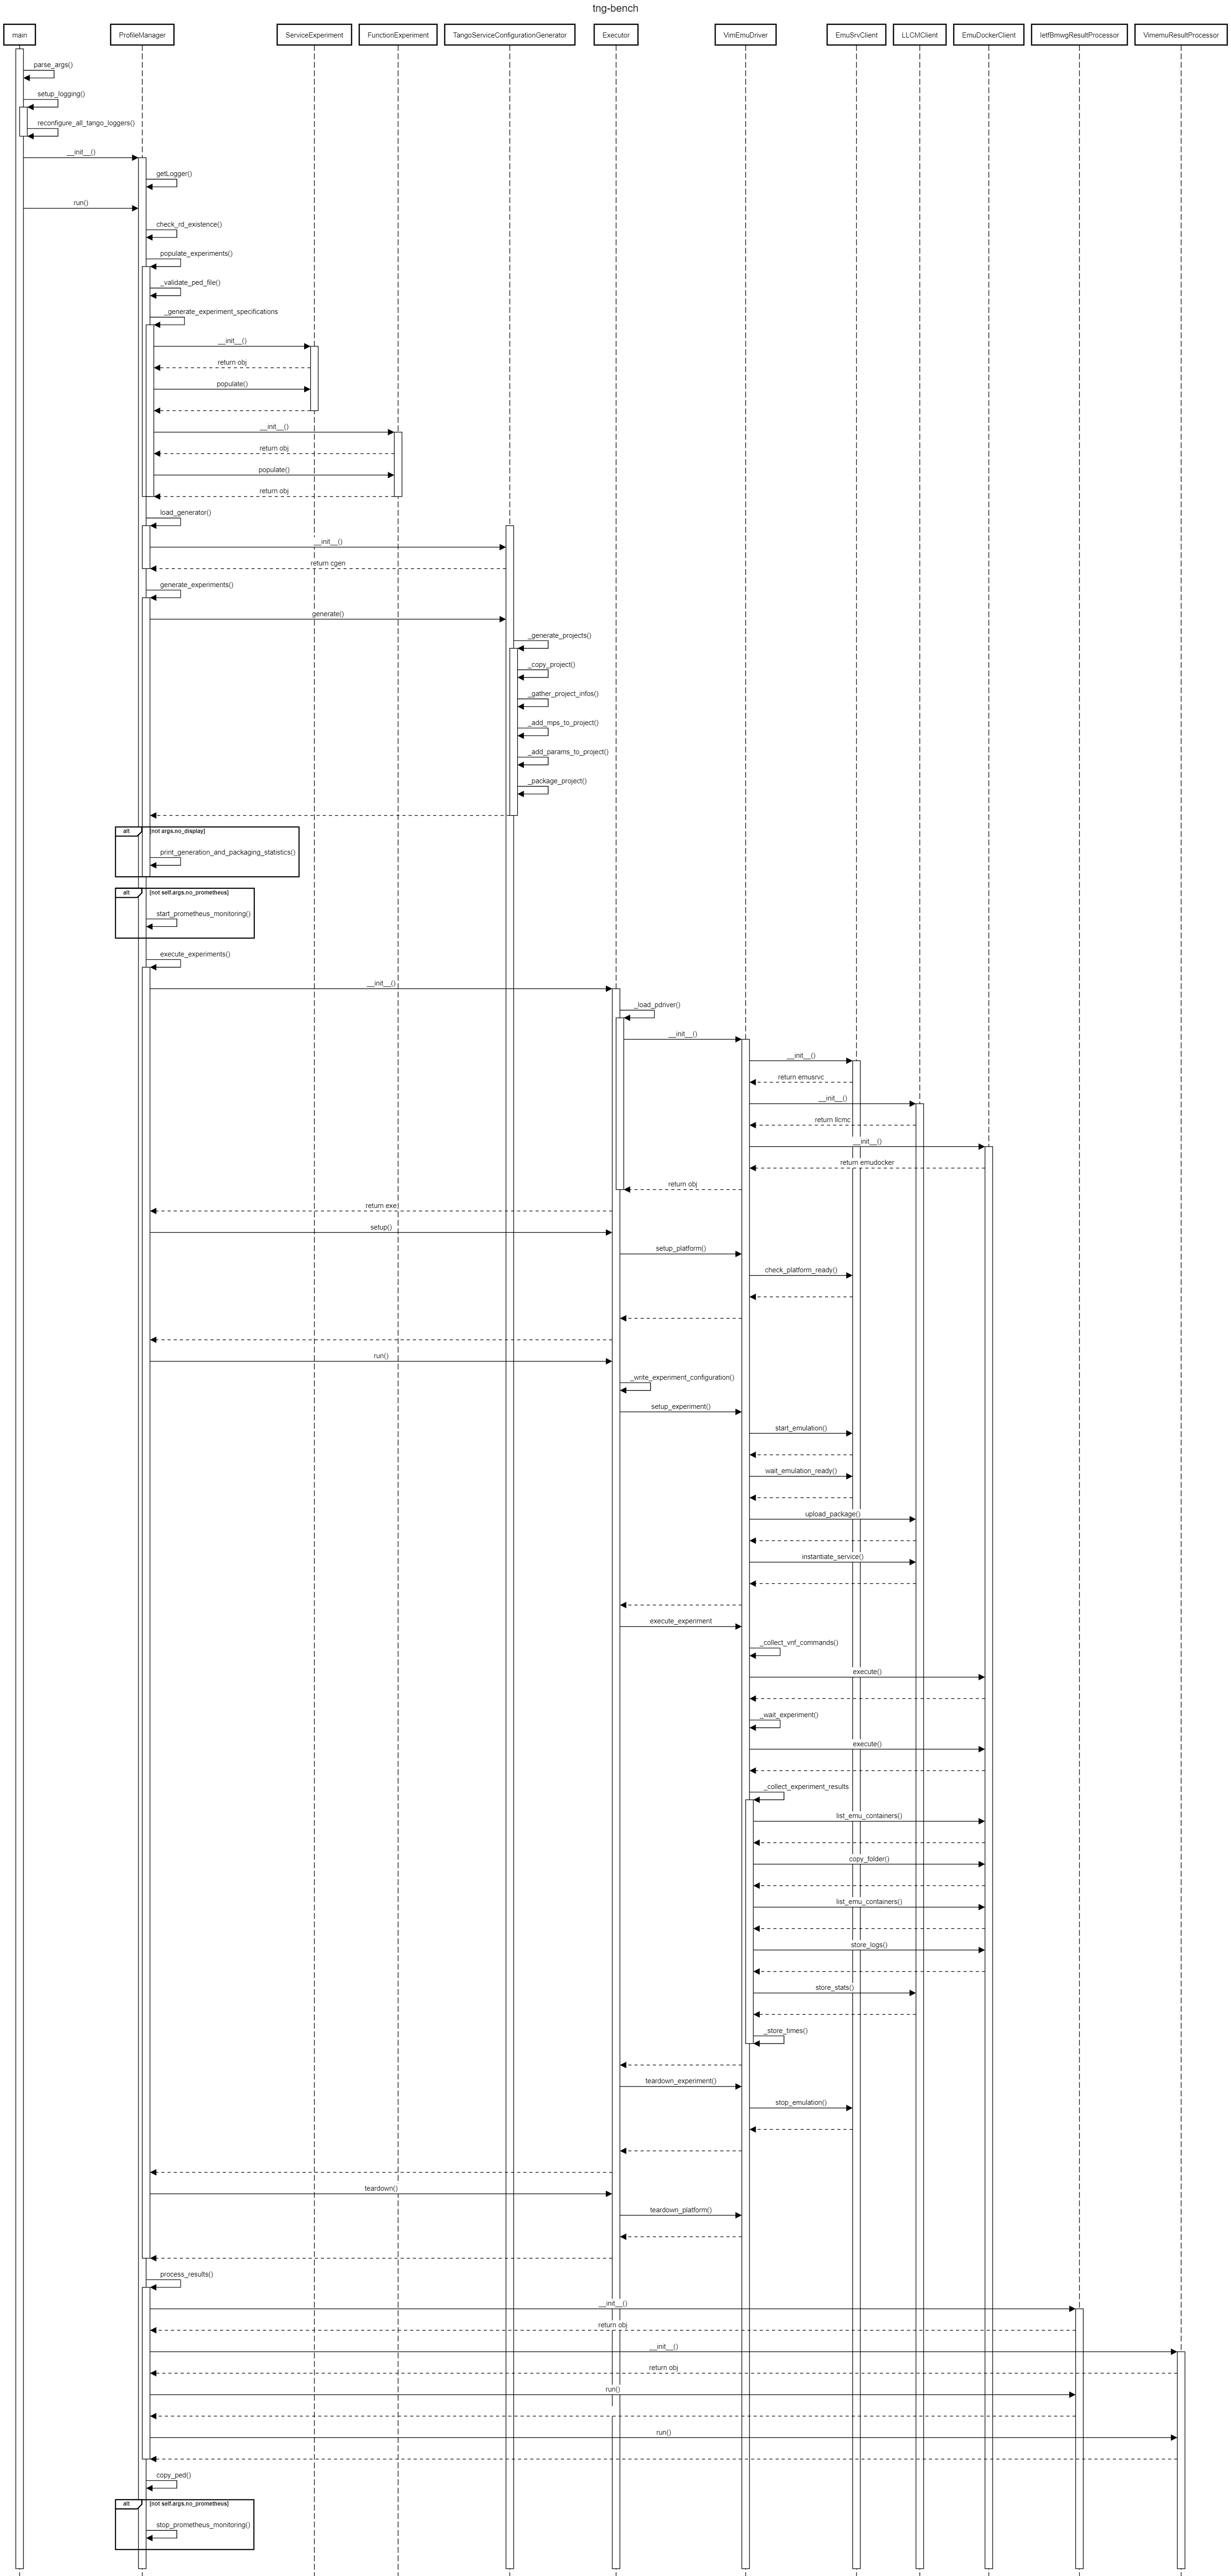 tng-bench
main
ProfileManager
ServiceExperiment
FunctionExperiment
TangoServiceConfigurationGenerator
Executor
VimEmuDriver
EmuSrvClient
LLCMClient
EmuDockerClient
IetfBmwgResultProcessor
VimemuResultProcessor
parse_args()
setup_logging()
reconfigure_all_tango_loggers()
__init__()
getLogger()
run()
check_rd_existence()
populate_experiments()
_validate_ped_file()
_generate_experiment_specifications
__init__()
return obj
populate()
__init__()
return obj
populate()
return obj
load_generator()
__init__()
return cgen
generate_experiments()
generate()
_generate_projects()
_copy_project()
_gather_project_infos()
_add_mps_to_project()
_add_params_to_project()
_package_project()
alt [not args.no_display]
print_generation_and_packaging_statistics()
alt [not self.args.no_prometheus]
start_prometheus_monitoring()
execute_experiments()
__init__()
_load_pdriver()
__init__()
__init__()
return emusrvc
__init__()
return llcmc
__init__()
return emudocker
return obj
return exe
setup()
setup_platform()
check_platform_ready()
run()
_write_experiment_configuration()
setup_experiment()
start_emulation()
wait_emulation_ready()
upload_package()
instantiate_service()
execute_experiment
_collect_vnf_commands()
execute()
_wait_experiment()
execute()
_collect_experiment_results
list_emu_containers()
copy_folder()
list_emu_containers()
store_logs()
store_stats()
_store_times()
teardown_experiment()
stop_emulation()
teardown()
teardown_platform()
process_results()
__init__()
return obj
__init__()
return obj
run()
run()
copy_ped()
alt [not self.args.no_prometheus]
stop_prometheus_monitoring()